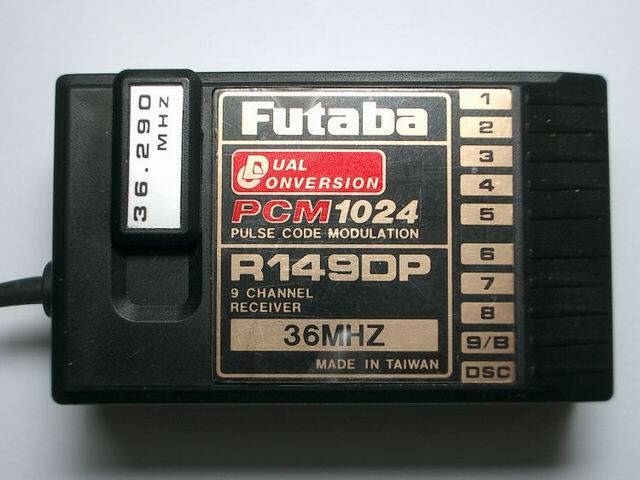 36.290
MHZ
Futaba
DUAL
CONVERSION
PCM1024
PULSE CODE MODULATION
R149DP
9 CHANNEL
RECEIVER
36MHZ
MADE IN TAIWAN
1
2
3
4
5
6
7
8
9/B
DSC